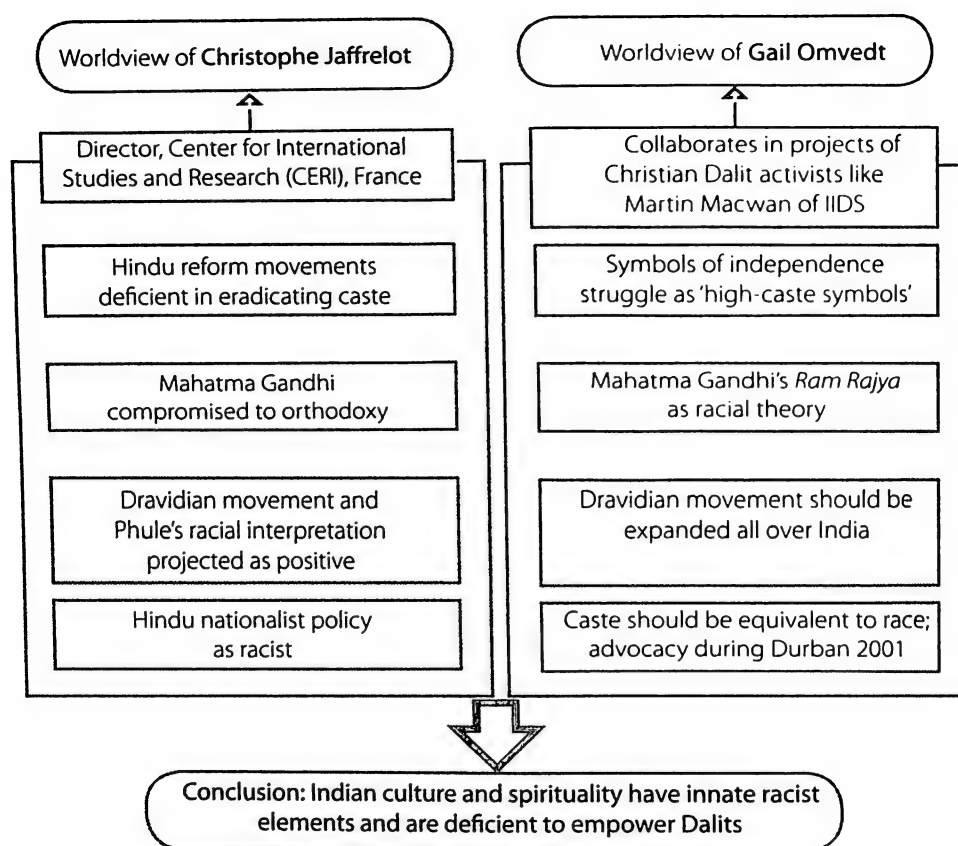 Worldview of Christophe Jaffrelot
Director, Center for International
Studies and Research (CERI), France
Hindu reform movements
deficient in eradicating caste
Mahatma Gandhi
compromised to orthodoxy
Dravidian movement and
Phule's racial interpretation
projected as positive
Hindu nationalist policy
as racist
Worldview of Gail Omvedt
Collaborates in projects of
Christian Dalit activists like
Martin Macwan of IIDS
Symbols of independence
struggle as 'high-caste symbols'
Mahatma Gandhi's Ram Rajya
as racial theory
Dravidian movement should be
expanded all over India
Caste should be equivalent to race;
advocacy during Durban 2001
Conclusion: Indian culture and spirituality have innate racist
elements and are deficient to empower Dalits